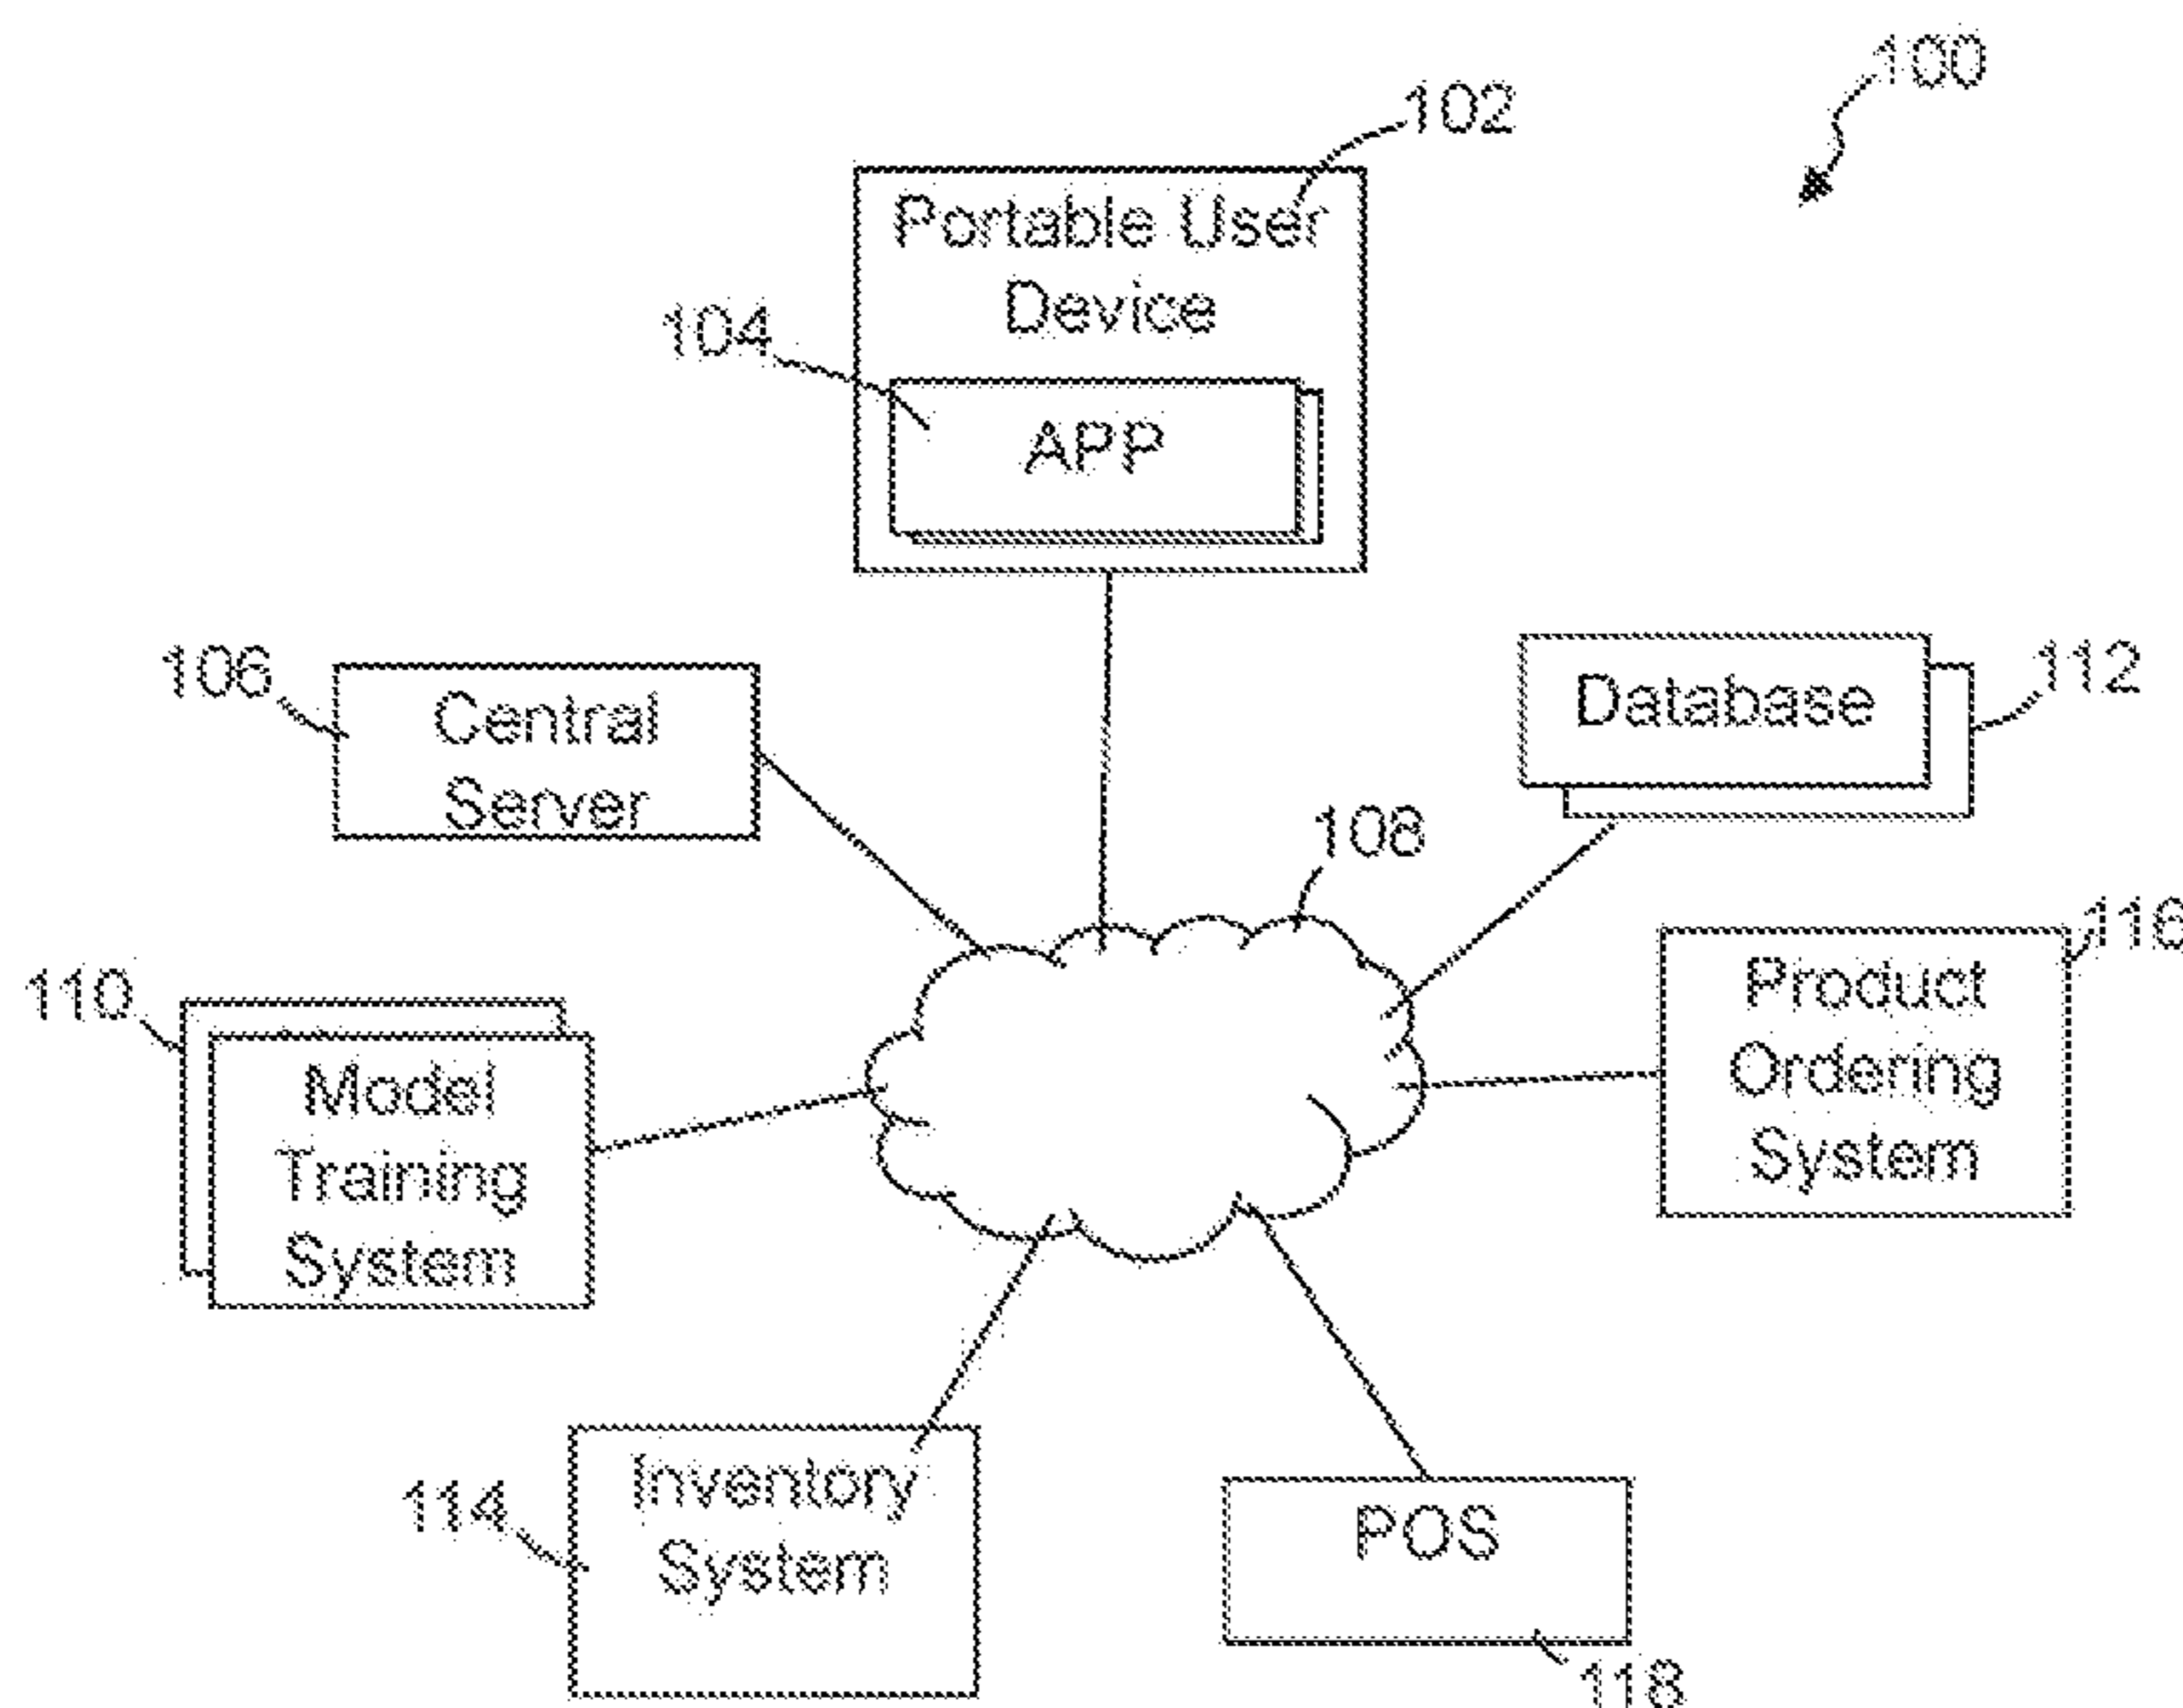 100
102
Portable User
Device
104
APP
106
Central
Server
Database
112
108
116
Product
Ordering
System
110
Model
Training
System
114
Inventory
System
POS
118